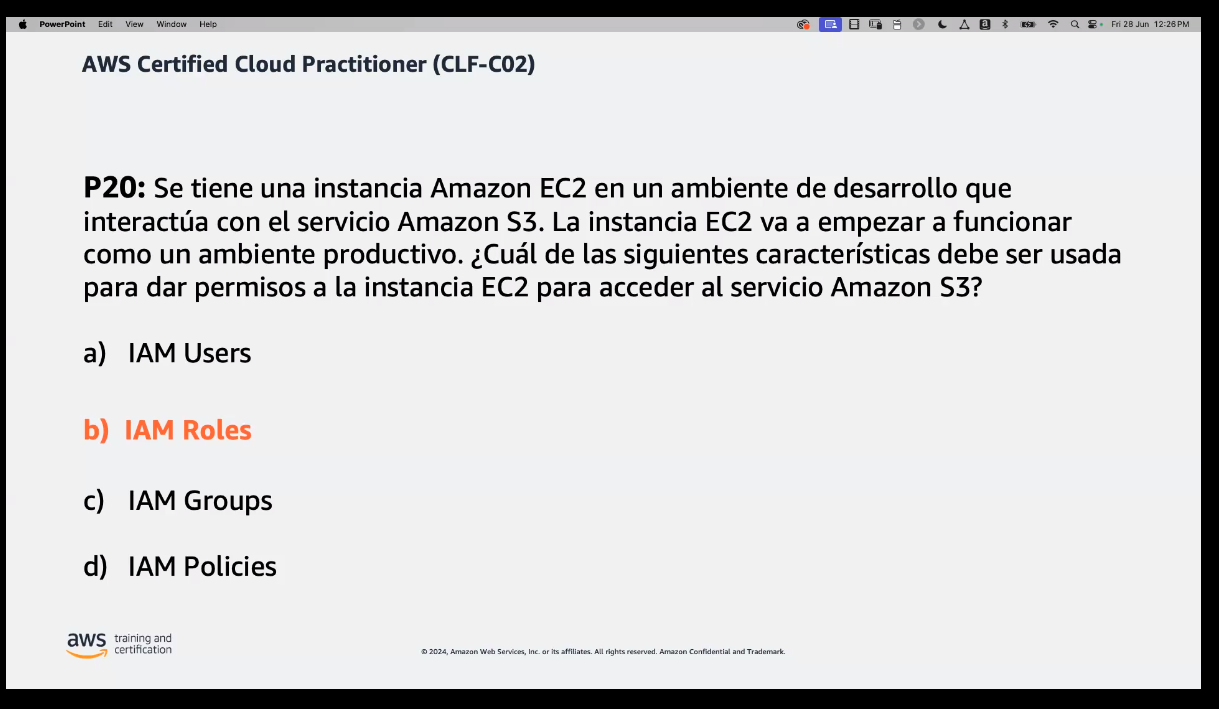 PowerPoint Edit View Window Help Fri 28 Jun 12:26 PM
AWS Certified Cloud Practitioner (CLF-C02)
P20: Se tiene una instancia Amazon EC2 en un ambiente de desarrollo que
interactúa con el servicio Amazon S3. La instancia EC2 va a empezar a funcionar
como un ambiente productivo. ¿Cuál de las siguientes características debe ser usada
para dar permisos a la instancia EC2 para acceder al servicio Amazon S3?
a) IAM Users
b) IAM Roles
c) IAM Groups
d) IAM Policies
aws training and
certification
© 2024, Amazon Web Services, Inc. or its affiliates. All rights reserved. Amazon Confidential and Trademark.